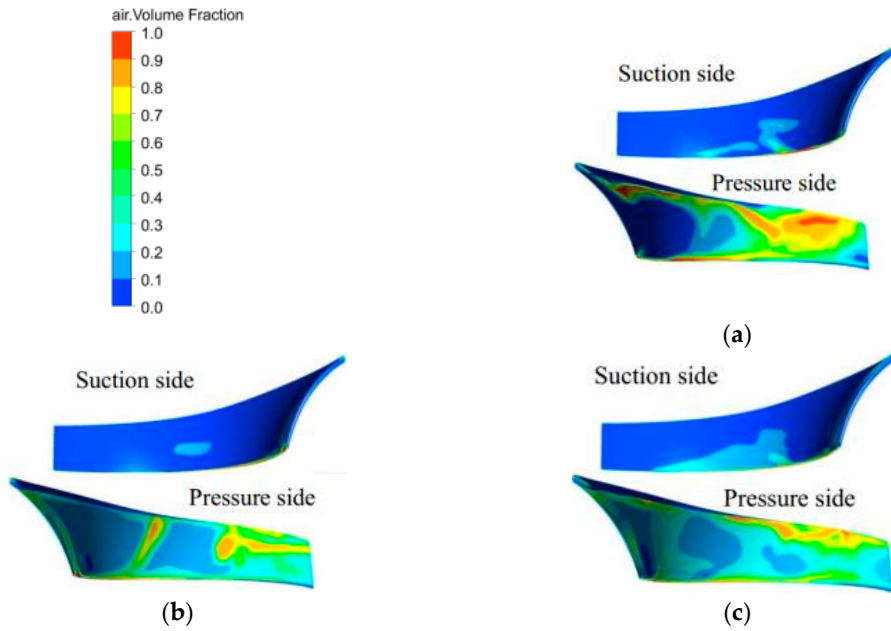 air.Volume Fraction
1.0
0.9
0.8
0.7
0.6
0.5
0.4
0.3
0.2
0.1
0.0
Suction side
Pressure side
(a)
Suction side
Pressure side
(b)
Suction side
Pressure side
(c)